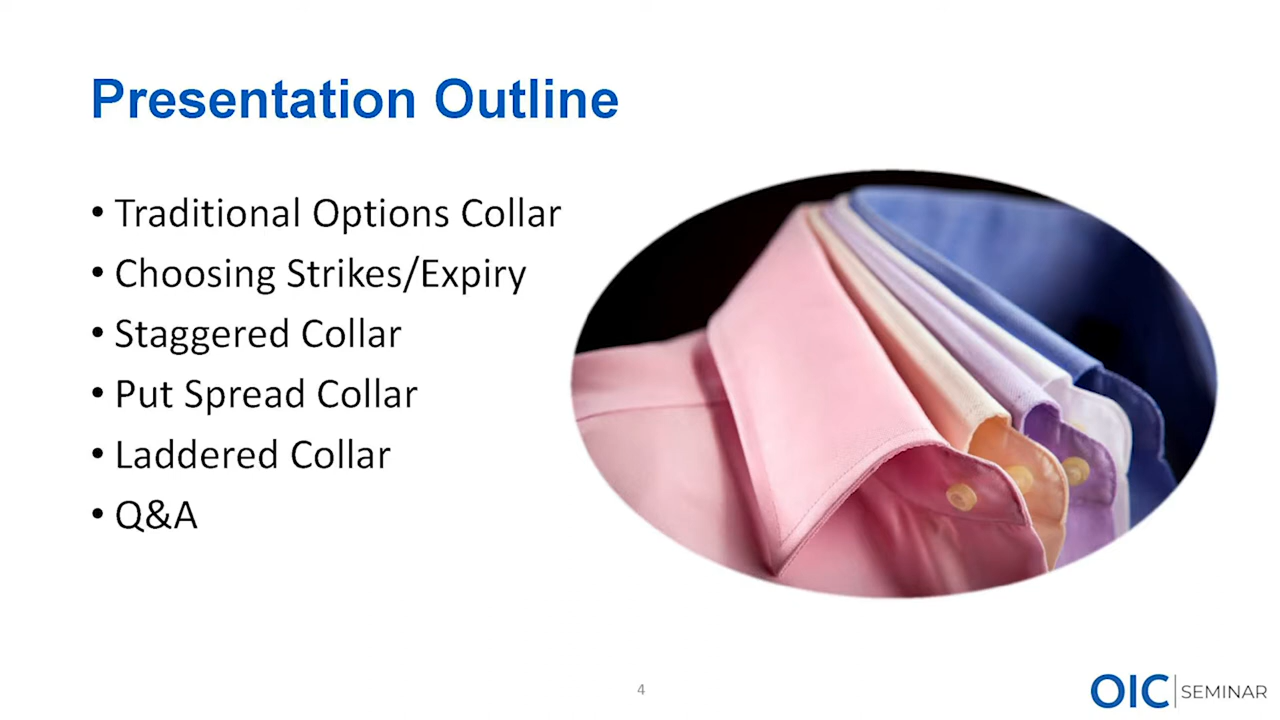 Presentation Outline
• Traditional Options Collar
• Choosing Strikes/Expiry
• Staggered Collar
• Put Spread Collar
• Laddered Collar
• Q&A
4
OIC | SEMINAR